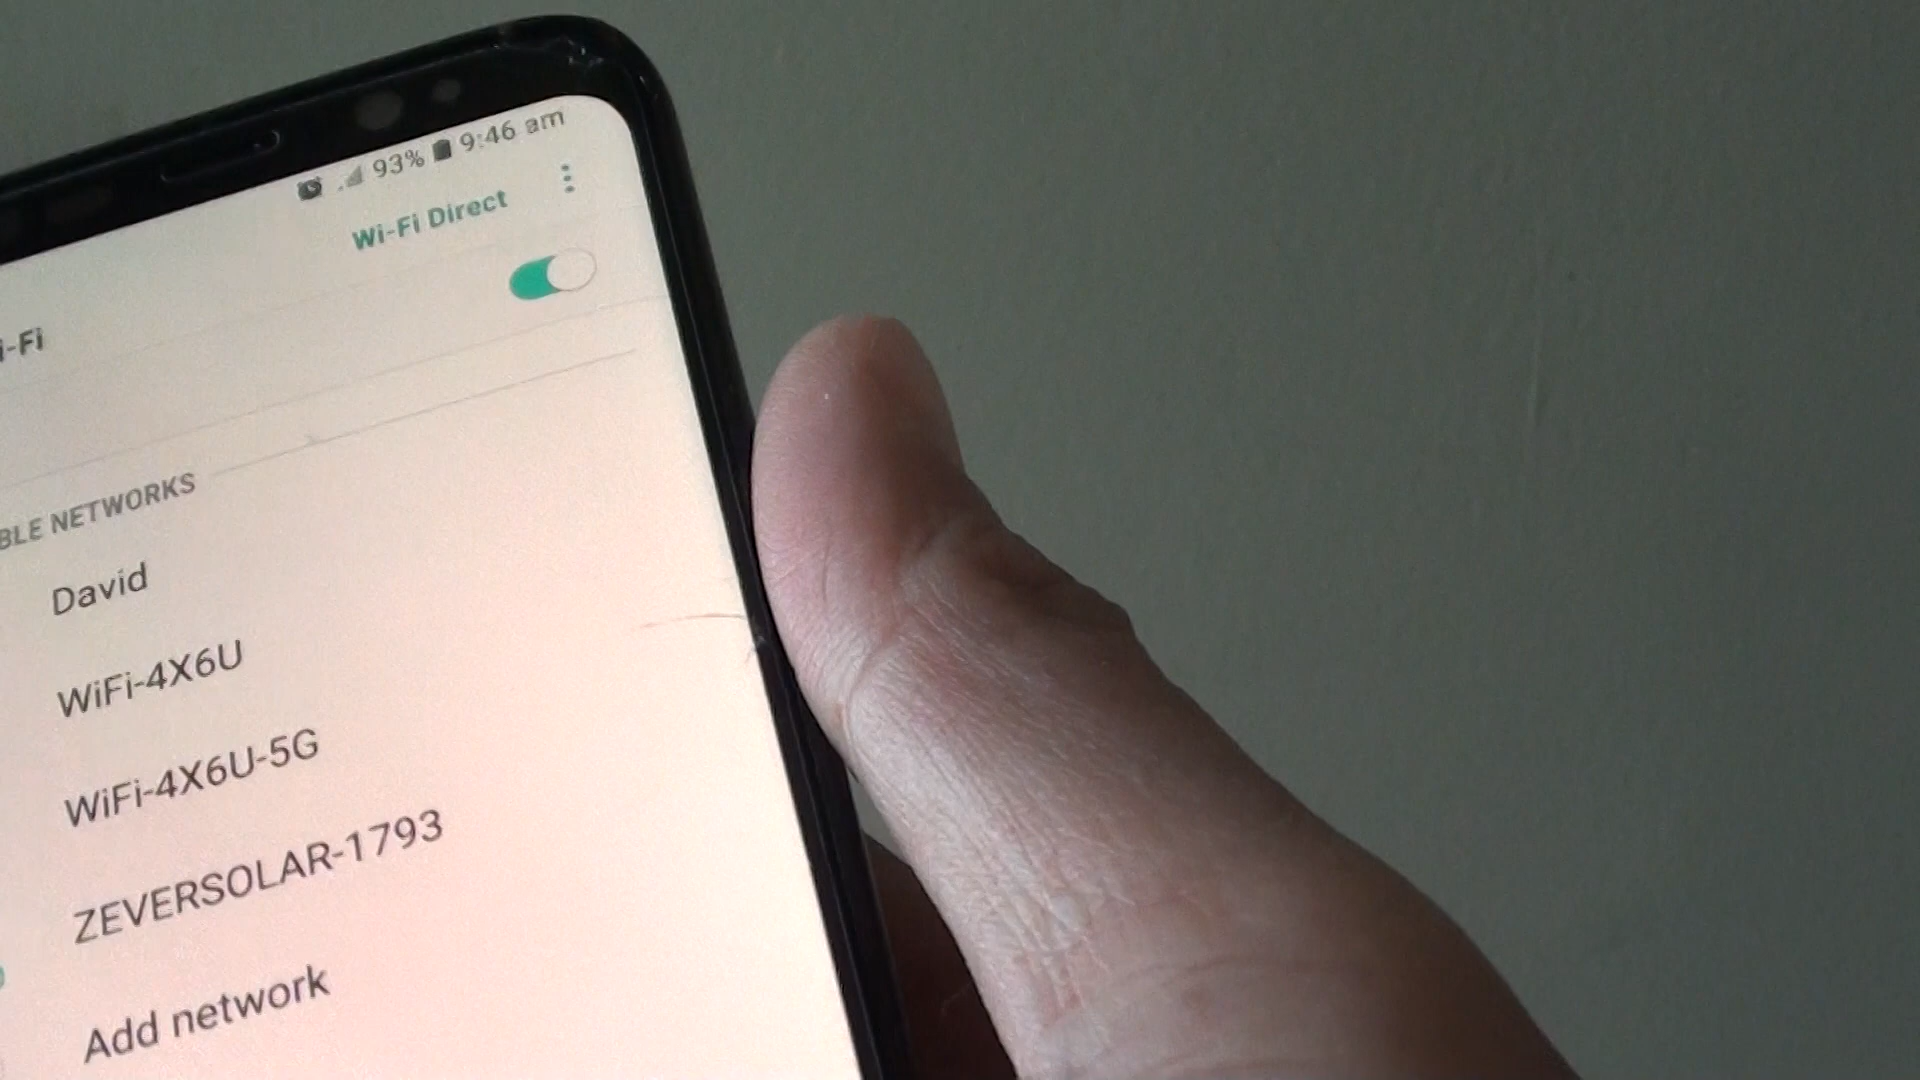 93% 9:46 am
Wi-Fi Direct
i-Fi
BLE NETWORKS
David
WiFi-4X6U
WiFi-4X6U-5G
ZEVERSOLAR-1793
Add network